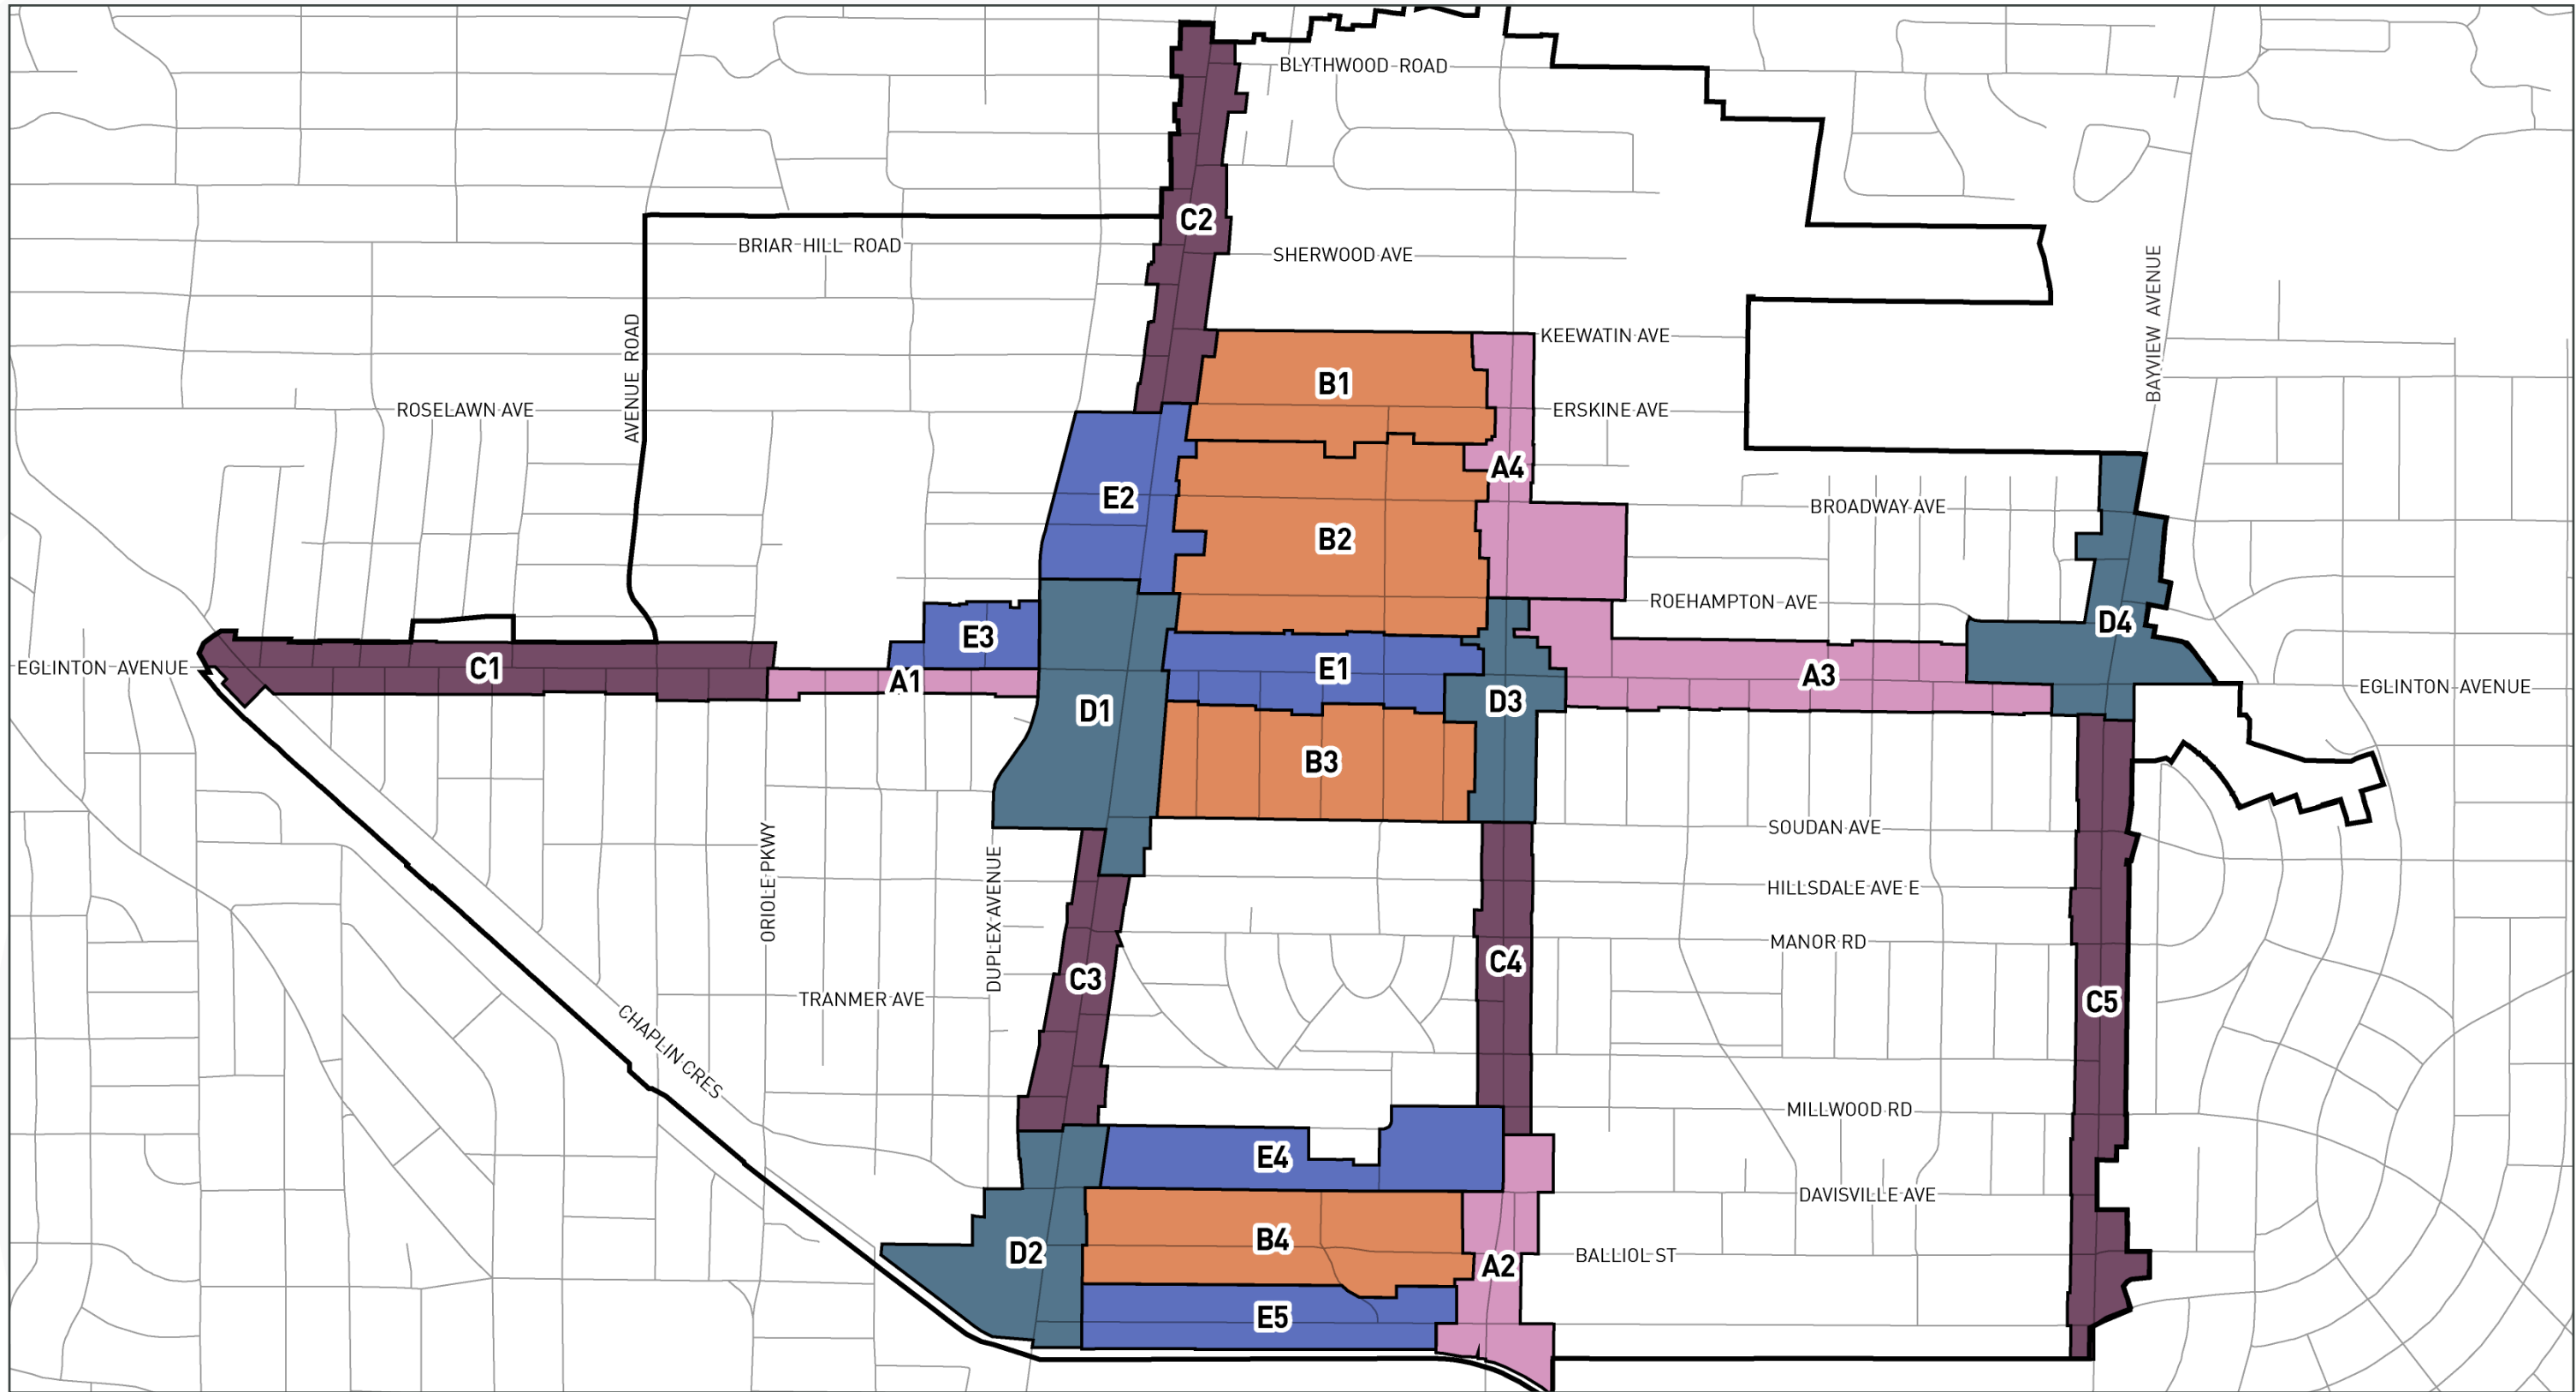 BLYTHWOOD ROAD
C2
BRIAR HILL ROAD
SHERWOOD AVE
BAYVIEW AVENUE
AVENUE ROAD
KEEWATIN AVE
B1
ROSELAWN AVE
ERSKINE AVE
A4
E2
BROADWAY AVE
B2
ROEHAMPTON AVE
D4
E3
EGLINTON AVENUE
C1
E1
A1
A3
EGLINTON AVENUE
D3
D1
B3
SOUDAN AVE
ORIOLE PKWY
DUPLEX AVENUE
HILLSDALE AVE E
MANOR RD
C4
C3
TRANMER AVE
C5
CHAPLIN CRES
MILLWOOD RD
E4
DAVISVILLE AVE
B4
D2
BALLIOL ST
A2
E5